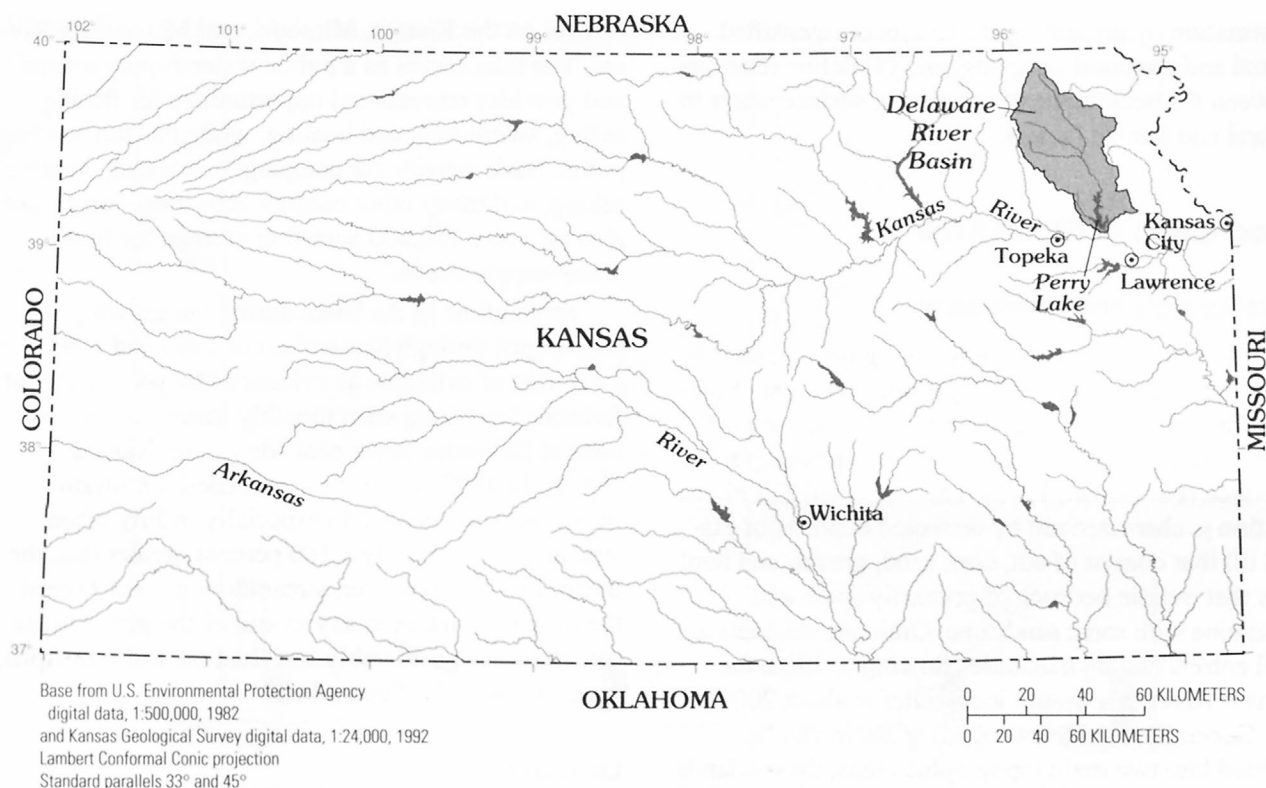 NEBRASKA
102°
101°
100°
99°
98°
97°
96°
95°
40°
39°
38°
37°
Delaware
River
Basin
Kansas
River
Kansas
City
Topeka
Lawrence
Perry
Lake
COLORADO
KANSAS
MISSOURI
Arkansas
River
Wichita
OKLAHOMA
Base from U.S. Environmental Protection Agency
digital data, 1:500,000, 1982
and Kansas Geological Survey digital data, 1:24,000, 1992
Lambert Conformal Conic projection
Standard parallels 33° and 45°
0 20 40 60 KILOMETERS
0 20 40 60 KILOMETERS